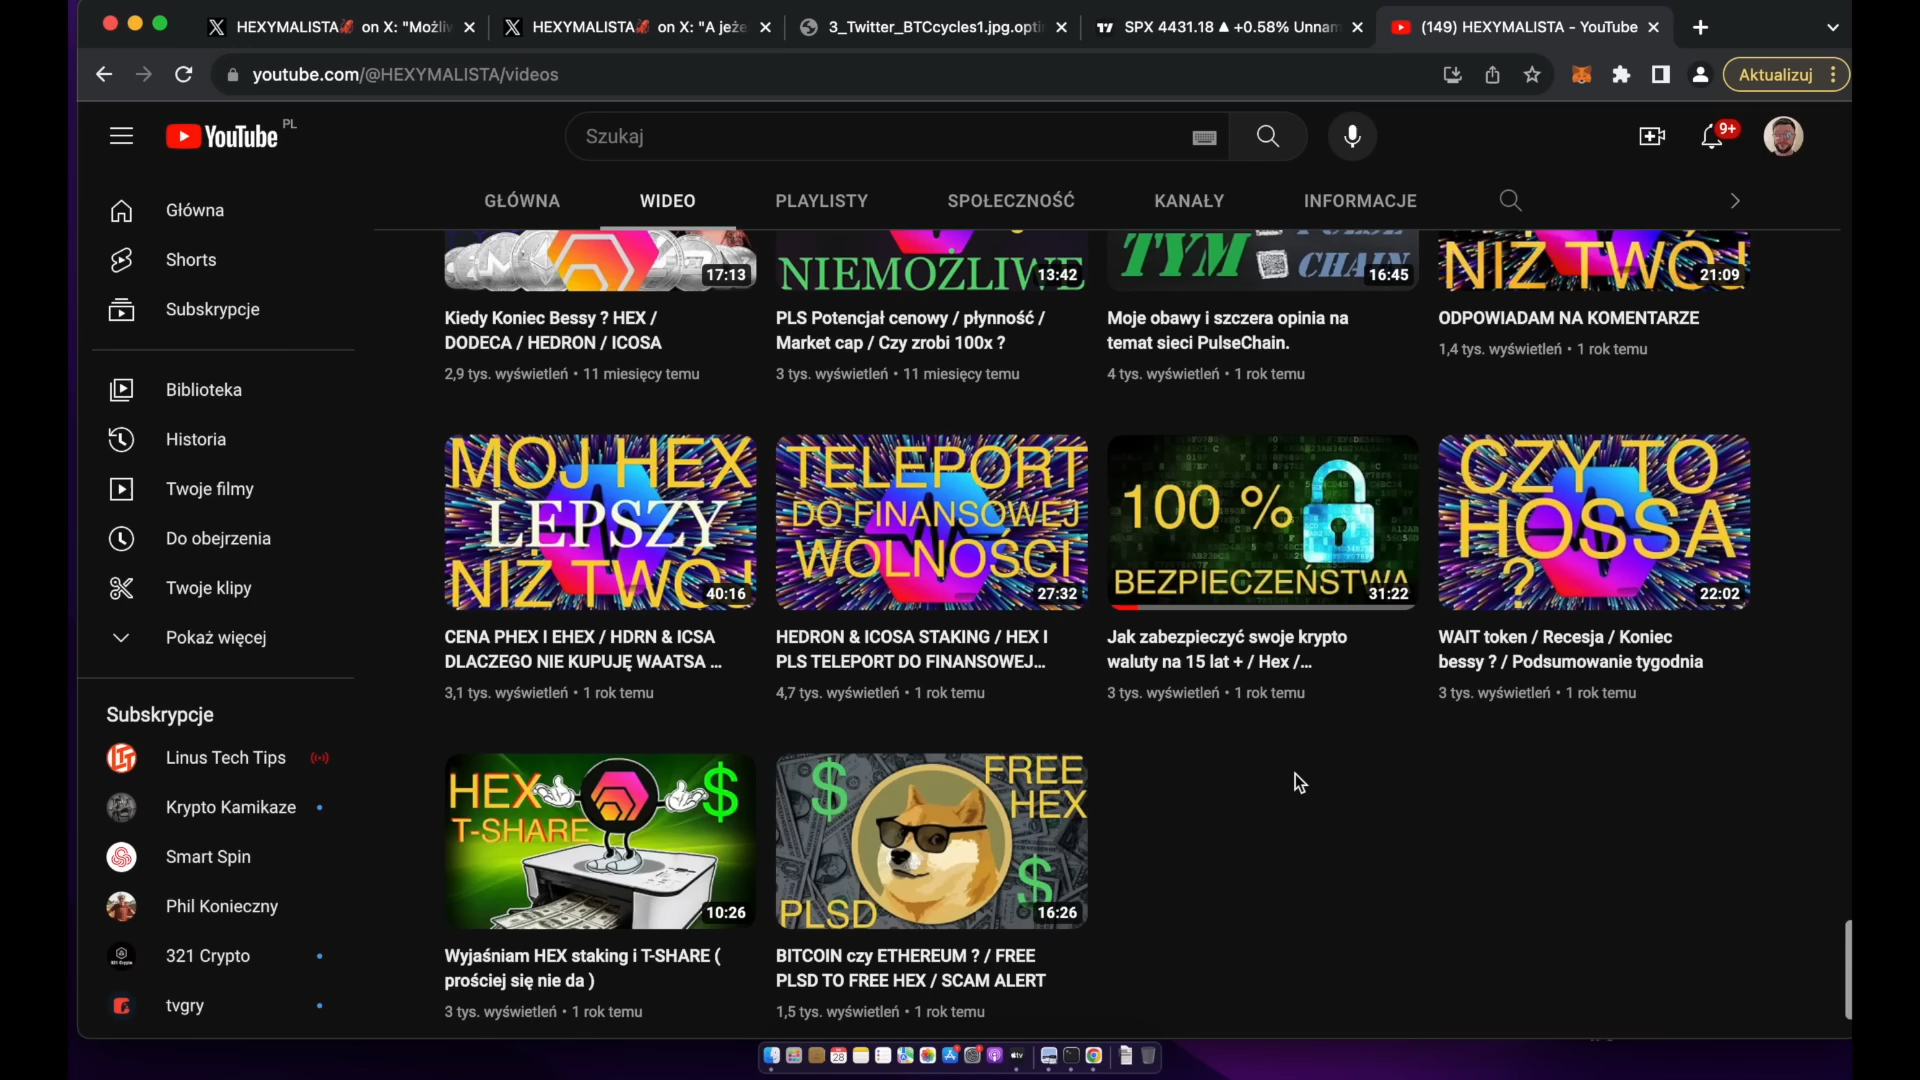 HEXYMALISTA on X: "Możliw
HEXYMALISTA on X: "A jeże
3_Twitter_BTCcycles1.jpg.opti
SPX 4431.18 ▲ +0.58% Unnam
(149) HEXYMALISTA - YouTube
youtube.com/@HEXYMALISTA/videos
Aktualizuj
YouTube PL
Szukaj
9+
GŁÓWNA WIDEO PLAYLISTY SPOŁECZNOŚĆ KANAŁY INFORMACJE
Główna
Shorts
Subskrypcje
Biblioteka
Historia
Twoje filmy
Do obejrzenia
Twoje klipy
Pokaż więcej
Subskrypcje
Linus Tech Tips
Krypto Kamikaze
Smart Spin
Phil Konieczny
321 Crypto
tvgry
17:13
Kiedy Koniec Bessy ? HEX /
DODECA / HEDRON / ICOSA
2,9 tys. wyświetleń • 11 miesięcy temu
NIEMOŻLIWE
13:42
PLS Potencjał cenowy / płynność /
Market cap / Czy zrobi 100x ?
3 tys. wyświetleń • 11 miesięcy temu
TYM
CHAIN
16:45
Moje obawy i szczera opinia na
temat sieci PulseChain.
4 tys. wyświetleń • 1 rok temu
NIŻ TWÓJ
21:09
ODPOWIADAM NA KOMENTARZE
1,4 tys. wyświetleń • 1 rok temu
MÓJ HEX
LEPSZY
NIŻ TWÓJ
40:16
CENA PHEX I EHEX / HDRN & ICSA
DLACZEGO NIE KUPUJĘ WAATSA ...
3,1 tys. wyświetleń • 1 rok temu
TELEPORT
DO FINANSOWEJ
WOLNOŚCI
27:32
HEDRON & ICOSA STAKING / HEX I
PLS TELEPORT DO FINANSOWEJ...
4,7 tys. wyświetleń • 1 rok temu
100 %
BEZPIECZEŃSTWA
31:22
Jak zabezpieczyć swoje krypto
waluty na 15 lat + / Hex /...
3 tys. wyświetleń • 1 rok temu
CZY TO
HOSSA
?
22:02
WAIT token / Recesja / Koniec
bessy ? / Podsumowanie tygodnia
3 tys. wyświetleń • 1 rok temu
HEX
T-SHARE
$
10:26
Wyjaśniam HEX staking i T-SHARE (
prościej się nie da )
3 tys. wyświetleń • 1 rok temu
$
FREE
HEX
$
PLSD
16:26
BITCOIN czy ETHEREUM ? / FREE
PLSD TO FREE HEX / SCAM ALERT
1,5 tys. wyświetleń • 1 rok temu
28